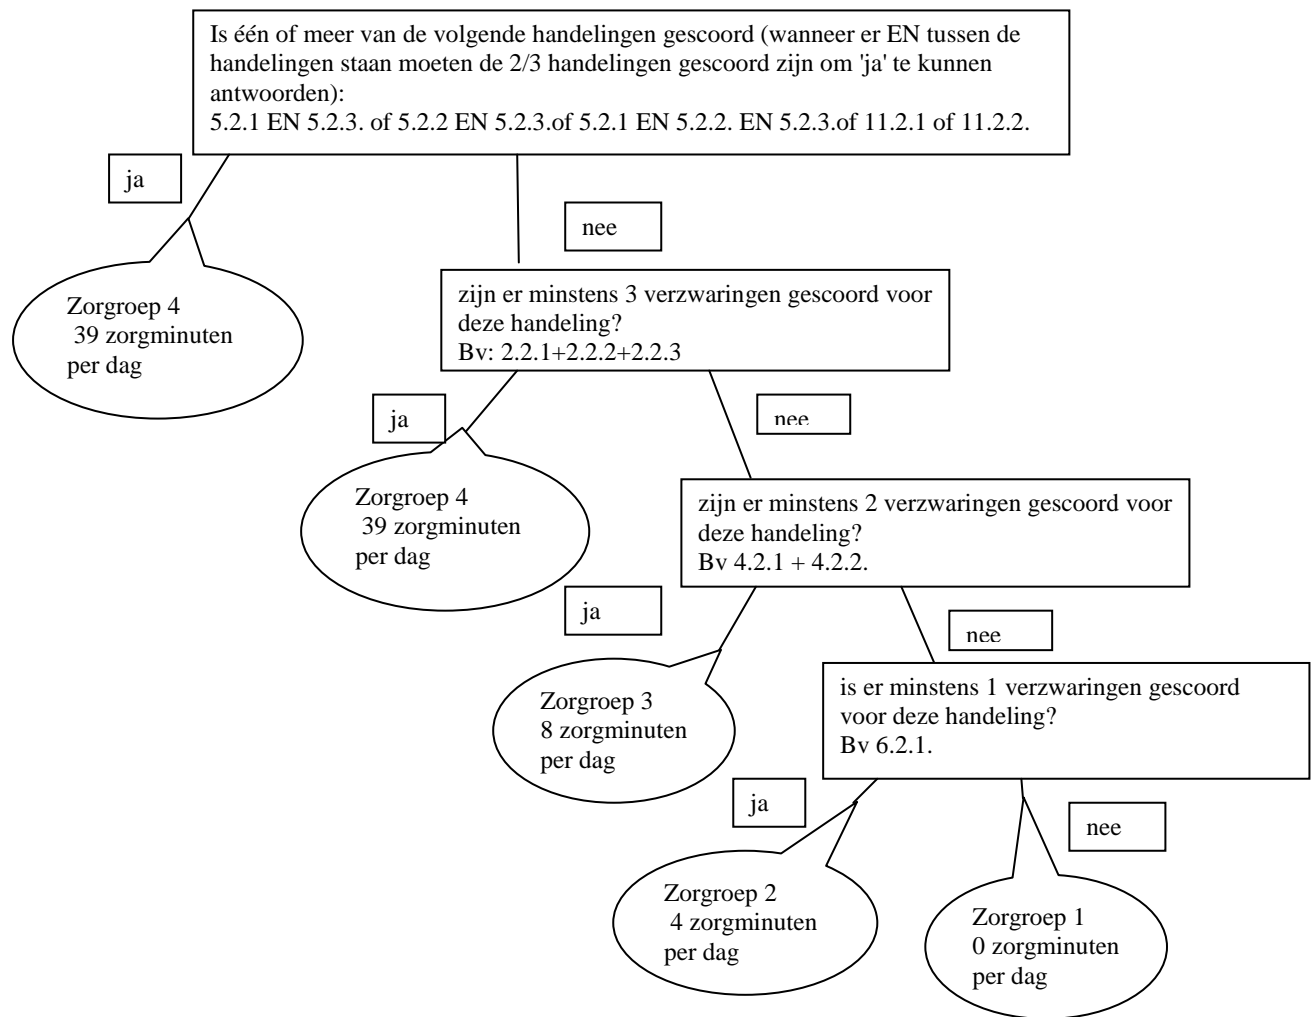 Is één of meer van de volgende handelingen gescoord (wanneer er EN tussen de
handelingen staan moeten de 2/3 handelingen gescoord zijn om 'ja' te kunnen
antwoorden):
5.2.1 EN 5.2.3. of 5.2.2 EN 5.2.3.of 5.2.1 EN 5.2.2. EN 5.2.3.of 11.2.1 of 11.2.2.
ja
nee
Zorgroep 4
39 zorgminuten
per dag
zijn er minstens 3 verzwaringen gescoord voor
deze handeling?
Bv: 2.2.1+2.2.2+2.2.3
ja
nee
Zorgroep 4
39 zorgminuten
per dag
zijn er minstens 2 verzwaringen gescoord voor
deze handeling?
Bv 4.2.1 + 4.2.2.
ja
nee
Zorgroep 3
8 zorgminuten
per dag
is er minstens 1 verzwaringen gescoord
voor deze handeling?
Bv 6.2.1.
ja
nee
Zorgroep 2
4 zorgminuten
per dag
Zorgroep 1
0 zorgminuten
per dag